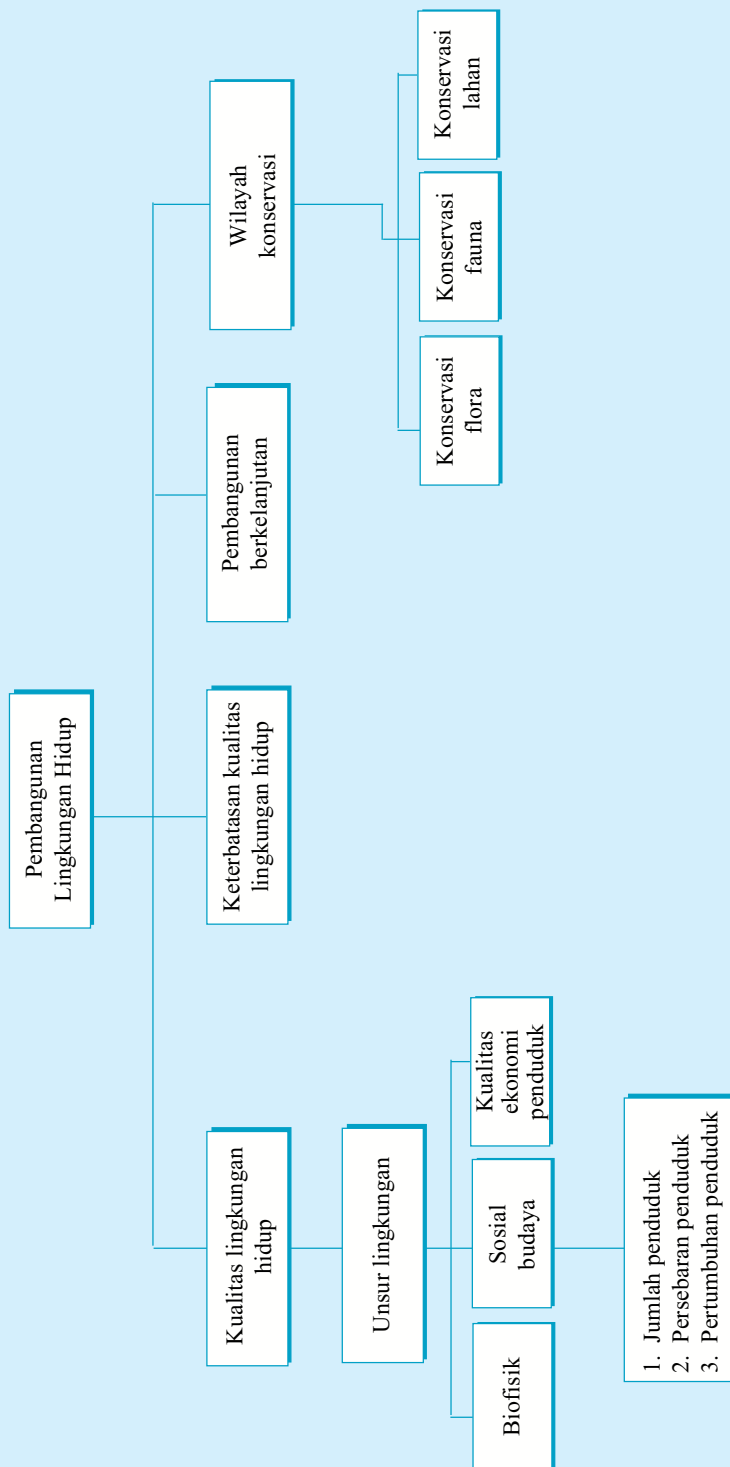 Pembangunan
Lingkungan Hidup
Kualitas lingkungan
hidup
Keterbatasan kualitas
lingkungan hidup
Pembangunan
berkelanjutan
Wilayah
konservasi
Unsur lingkungan
Konservasi
flora
Konservasi
fauna
Konservasi
lahan
Biofisik
Sosial
budaya
Kualitas
ekonomi
penduduk
1. Jumlah penduduk
2. Persebaran penduduk
3. Pertumbuhan penduduk